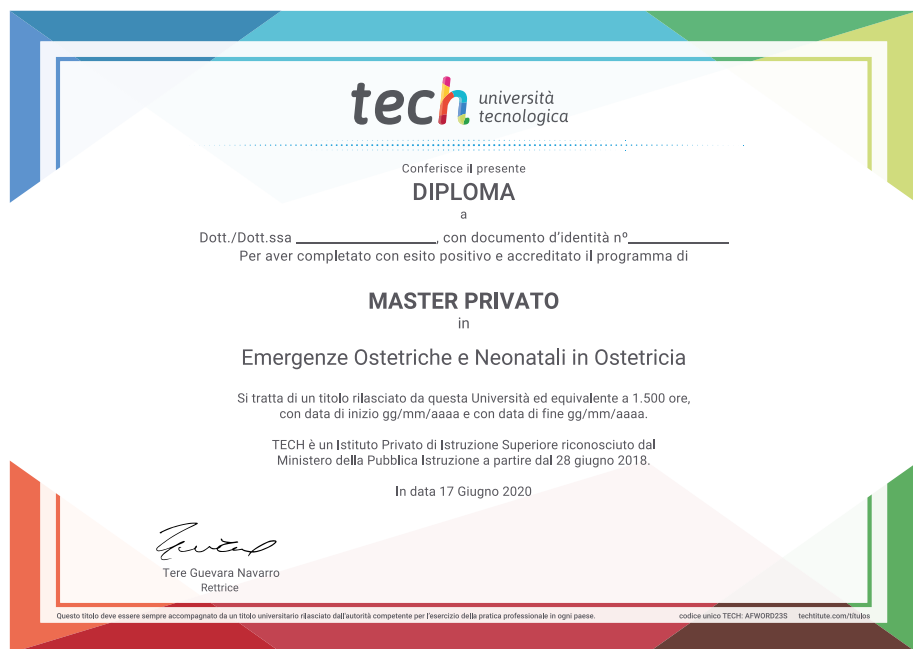 tech università
tecnologica
Conferisce il presente
DIPLOMA
a
Dott./Dott.ssa ________________, con documento d'identità nº____________
Per aver completato con esito positivo e accreditato il programma di
MASTER PRIVATO
in
Emergenze Ostetriche e Neonatali in Ostetricia
Si tratta di un titolo rilasciato da questa Università ed equivalente a 1.500 ore,
con data di inizio gg/mm/aaaa e con data di fine gg/mm/aaaa.
TECH è un Istituto Privato di Istruzione Superiore riconosciuto dal
Ministero della Pubblica Istruzione a partire dal 28 giugno 2018.
In data 17 Giugno 2020
Tere Guevara Navarro
Rettrice
Questo titolo deve essere sempre accompagnato da un titolo universitario rilasciato dall'autorità competente per l'esercizio della pratica professionale in ogni paese. codice unico TECH: AFWORD23S techtitute.com/títulos